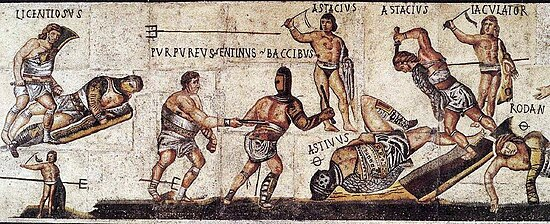 LICENTIOSVS
ASTACIVS
ASTACIVS
IACVLATOR
PVRPVREVS ENTINVS BACCIBVS
RODAN
Ø
ASTIVVS
Ø